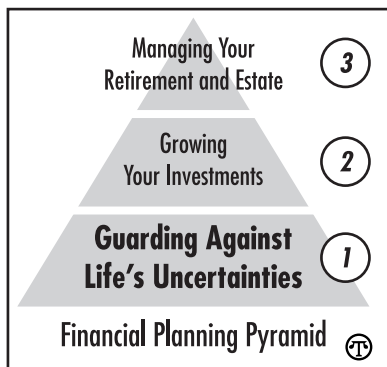 Managing Your
Retirement and Estate
3
Growing
Your Investments
2
Guarding Against
Life's Uncertainties
1
Financial Planning Pyramid